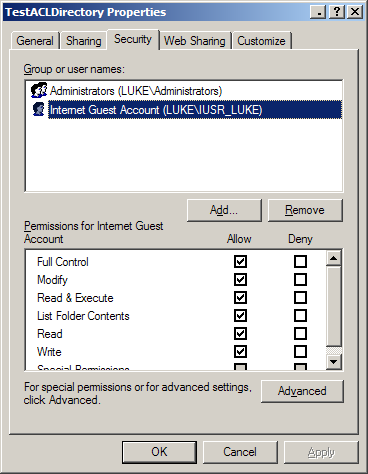 TestACLDirectory Properties
General Sharing Security Web Sharing Customize
Group or user names:
Administrators (LUKE\Administrators)
Internet Guest Account (LUKE\IUSR_LUKE)
Add... Remove
Permissions for Internet Guest
Account Allow Deny
Full Control
Modify
Read & Execute
List Folder Contents
Read
Write
Special Permissions
For special permissions or for advanced settings,
click Advanced.
Advanced
OK Cancel Apply